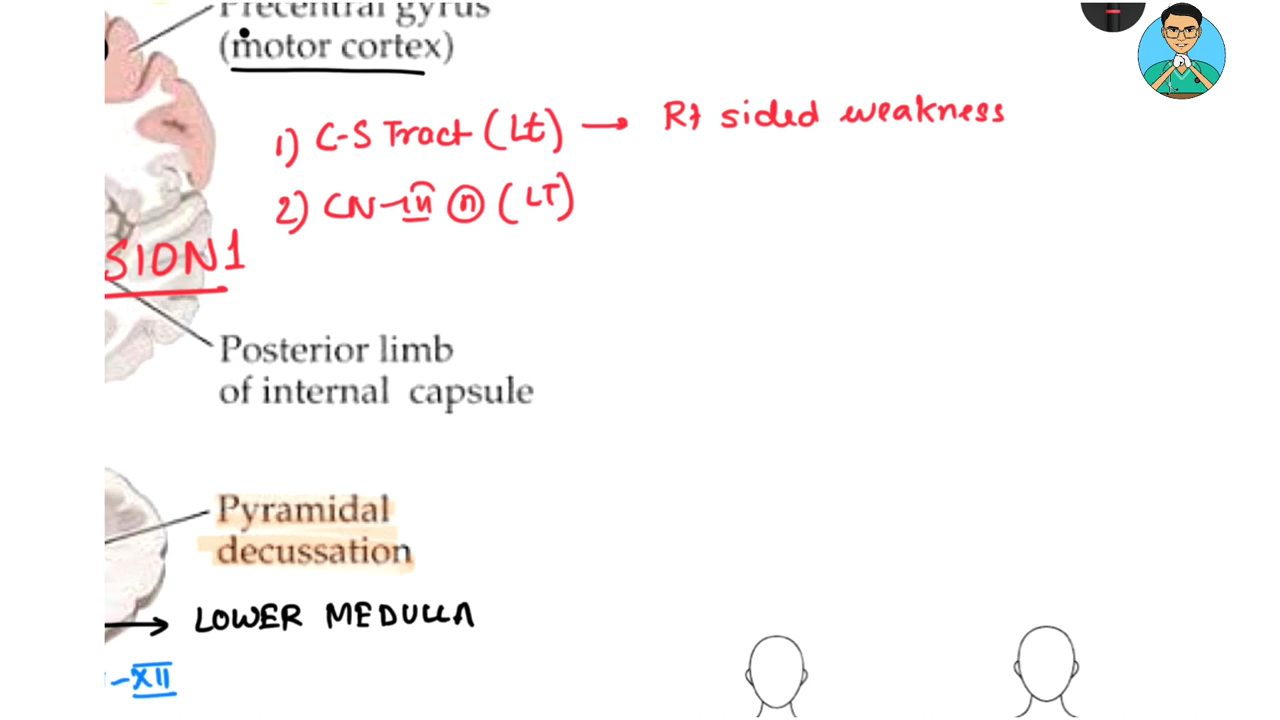 Precentral gyrus
(motor cortex)
1) C-S Tract (Lt) → Rt sided weakness
2) CN- n (LT)
SION1
Posterior limb
of internal capsule
Pyramidal
decussation
→ LOWER MEDULLA
-XII